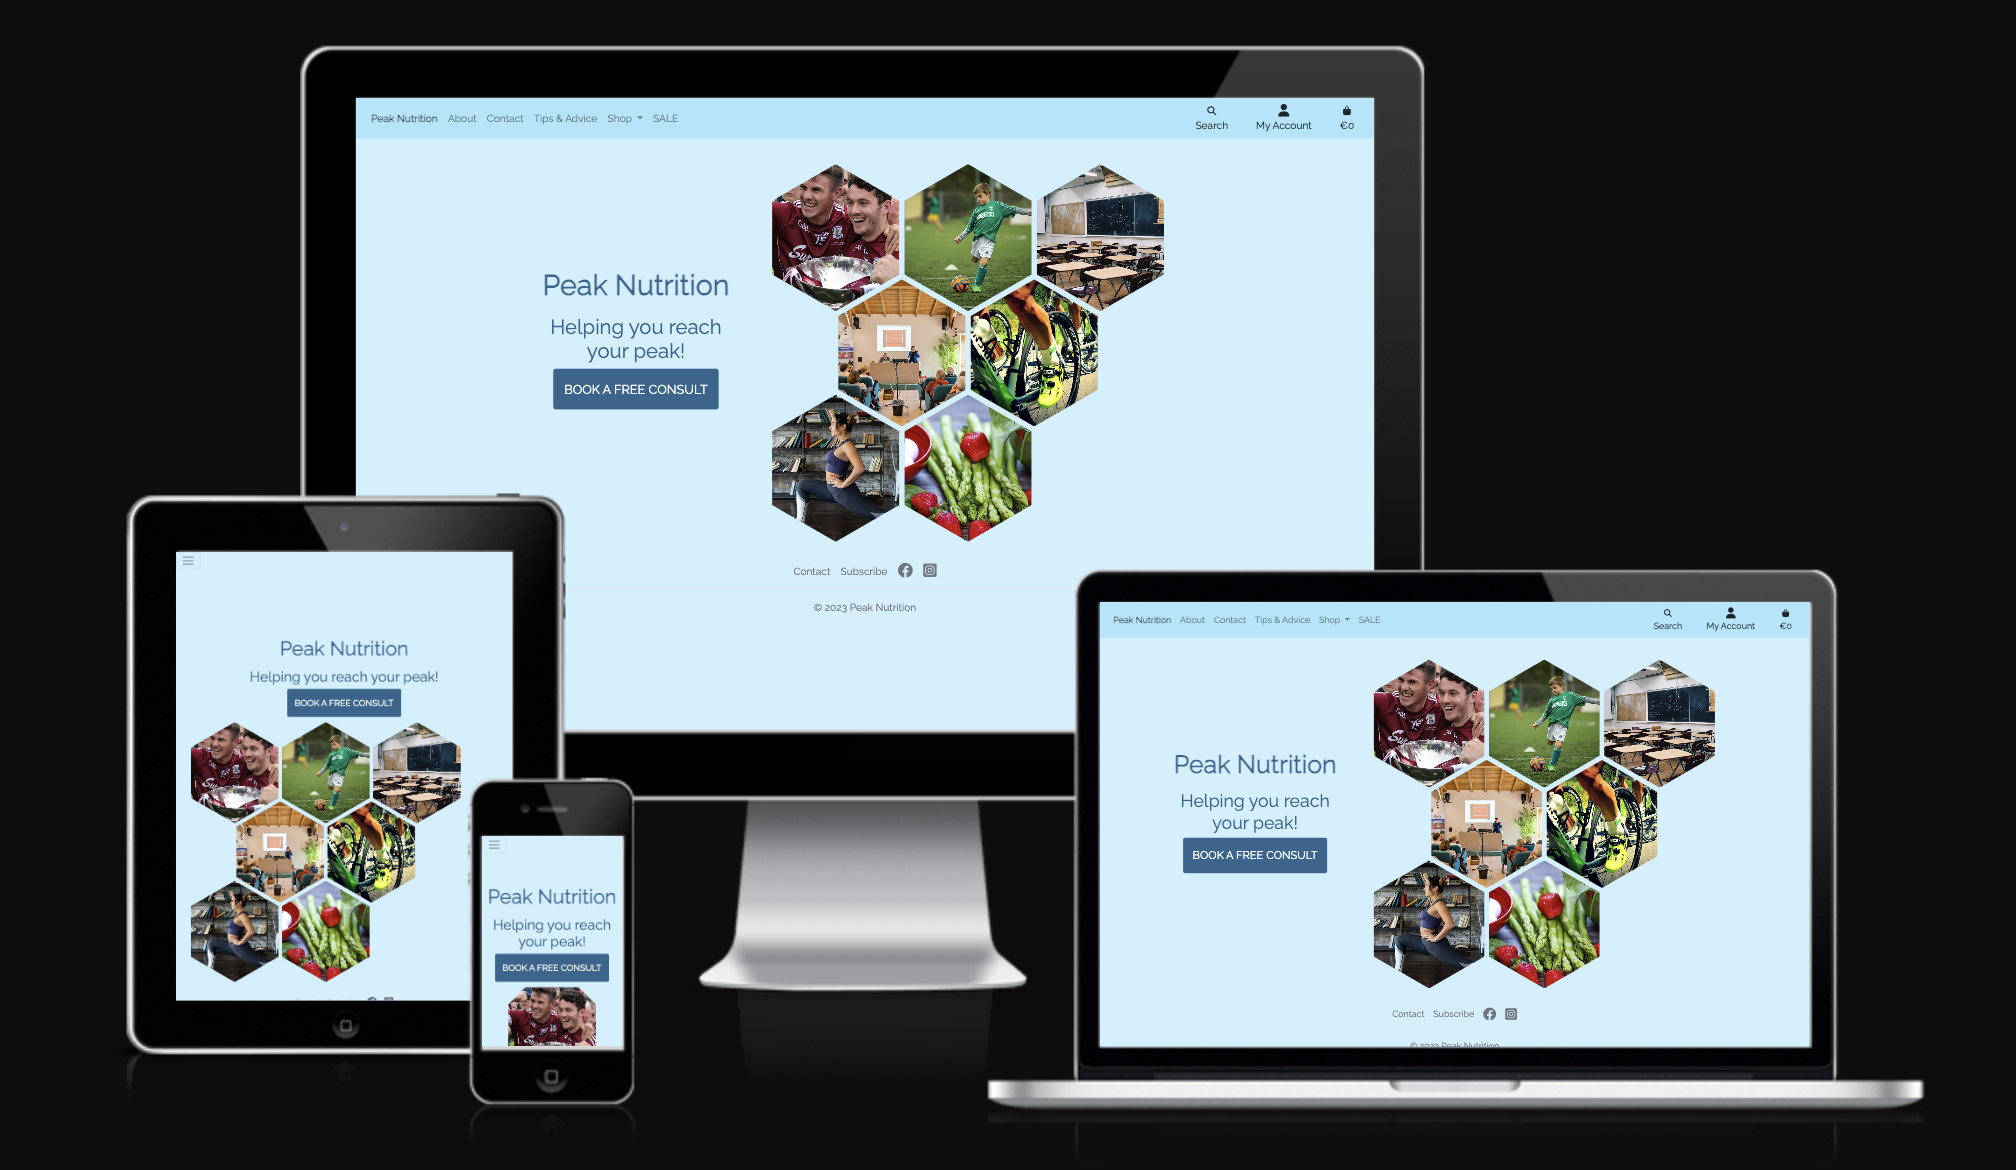 Peak Nutrition About Contact Tips & Advice Shop SALE
Search My Account €0
Peak Nutrition
Helping you reach
your peak!
BOOK A FREE CONSULT
Contact Subscribe
© 2023 Peak Nutrition
Peak Nutrition
Helping you reach your peak!
BOOK A FREE CONSULT
Peak Nutrition
Helping you reach
your peak!
BOOK A FREE CONSULT
Peak Nutrition About Contact Tips & Advice Shop SALE
Search My Account €0
Peak Nutrition
Helping you reach
your peak!
BOOK A FREE CONSULT
Contact Subscribe
© 2023 Peak Nutrition